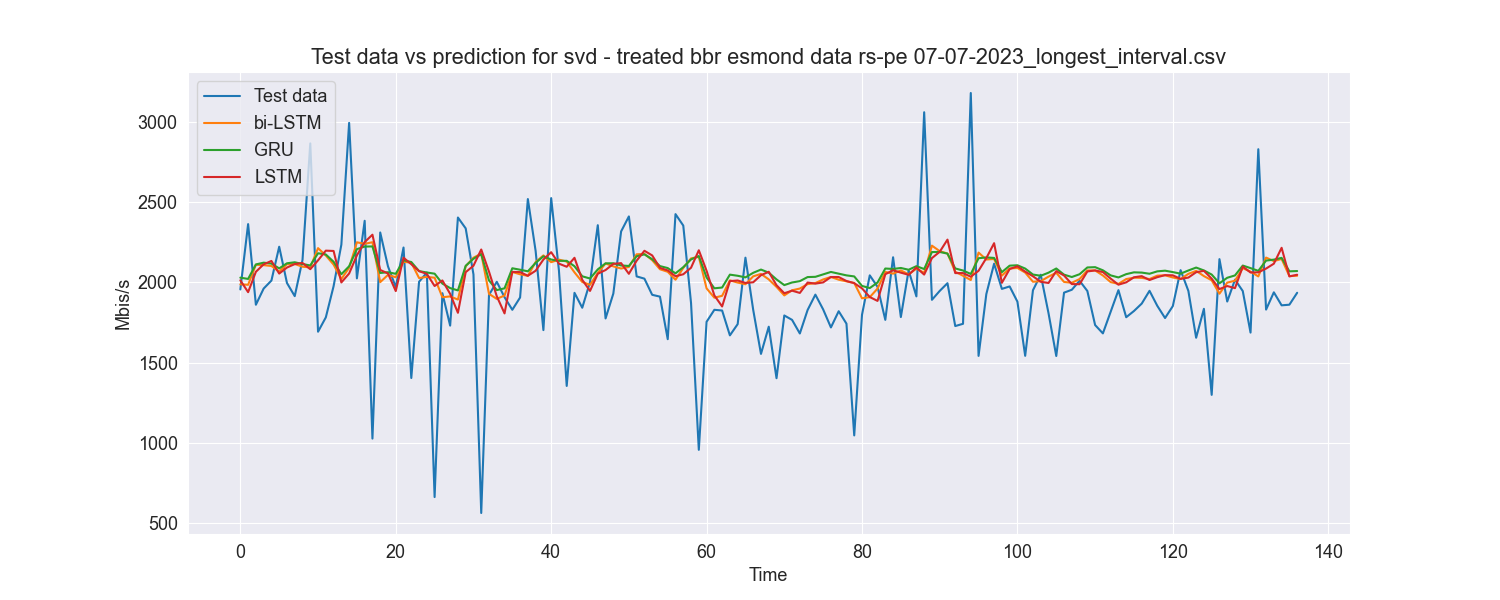 Test data vs prediction for svd - treated bbr esmond data rs-pe 07-07-2023_longest_interval.csv
Test data
bi-LSTM
GRU
LSTM
3000
2500
2000
1500
1000
500
Mbis/s
0 20 40 60 80 100 120 140
Time